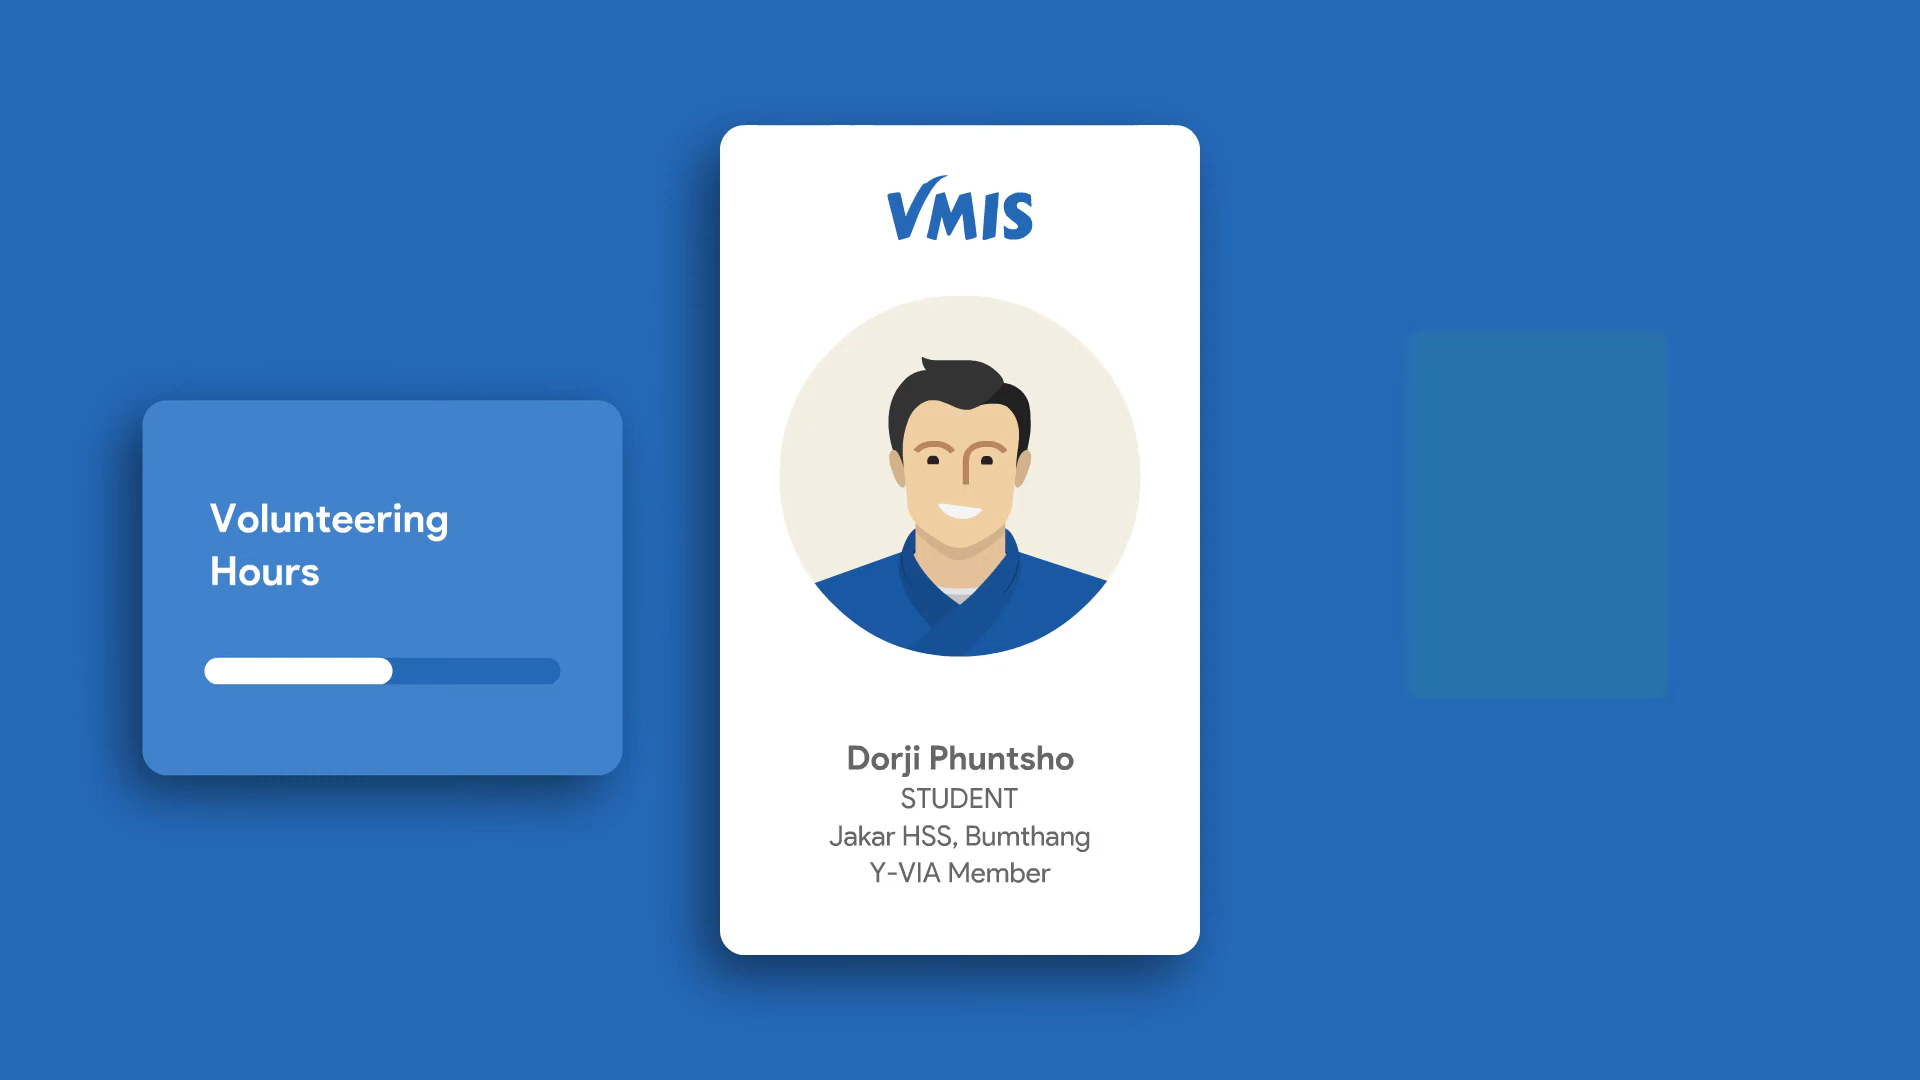 Volunteering
Hours
VMIS
Dorji Phuntsho
STUDENT
Jakar HSS, Bumthang
Y-VIA Member